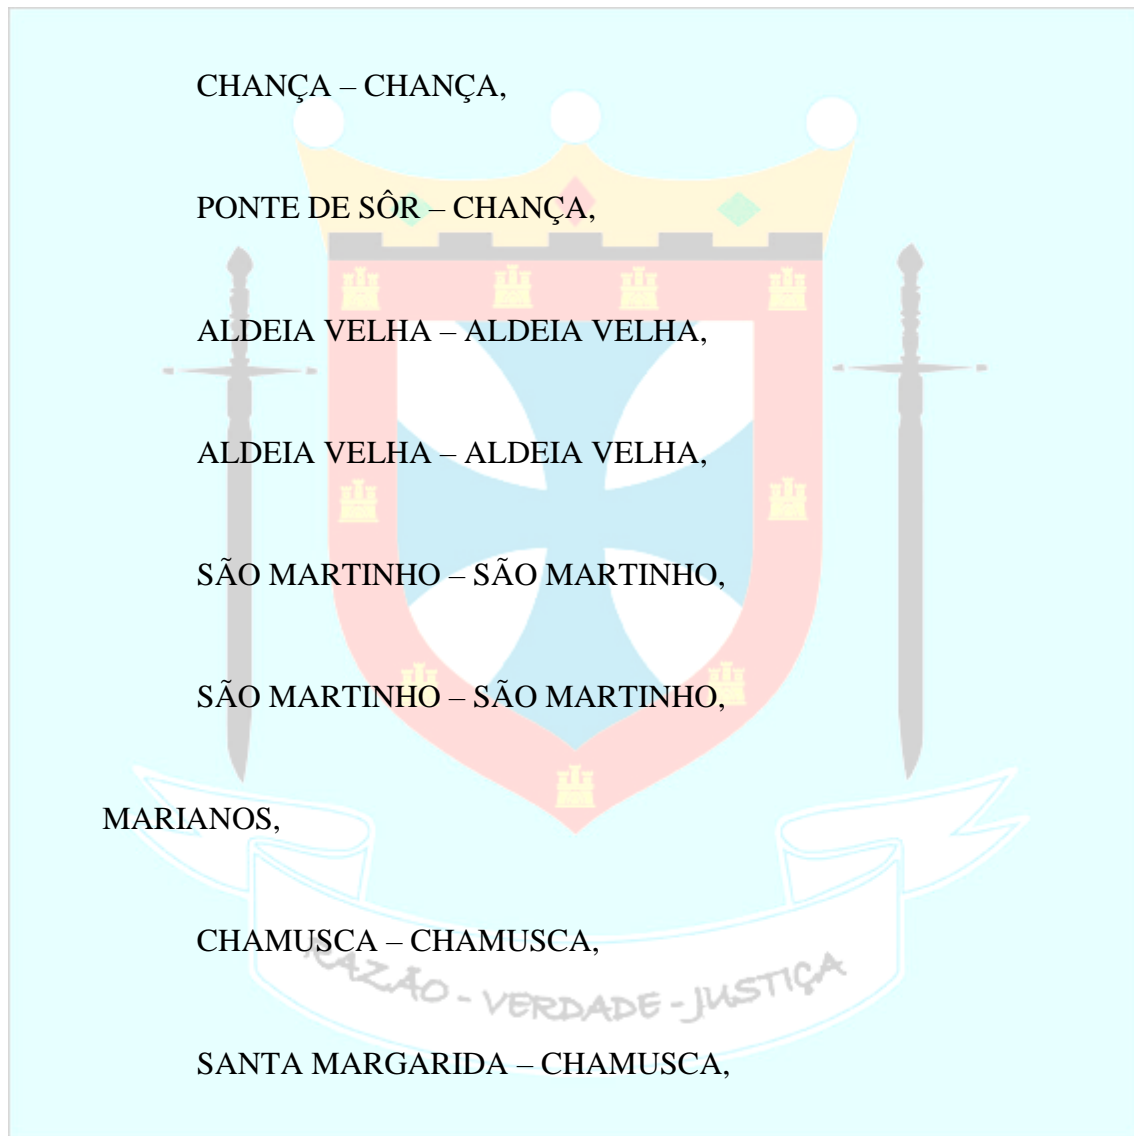 CHANÇA – CHANÇA,
PONTE DE SÔR – CHANÇA,
ALDEIA VELHA – ALDEIA VELHA,
ALDEIA VELHA – ALDEIA VELHA,
SÃO MARTINHO – SÃO MARTINHO,
SÃO MARTINHO – SÃO MARTINHO,
MARIANOS,
CHAMUSCA – CHAMUSCA,
RAZÃO - VERDADE - JUSTIÇA
SANTA MARGARIDA – CHAMUSCA,